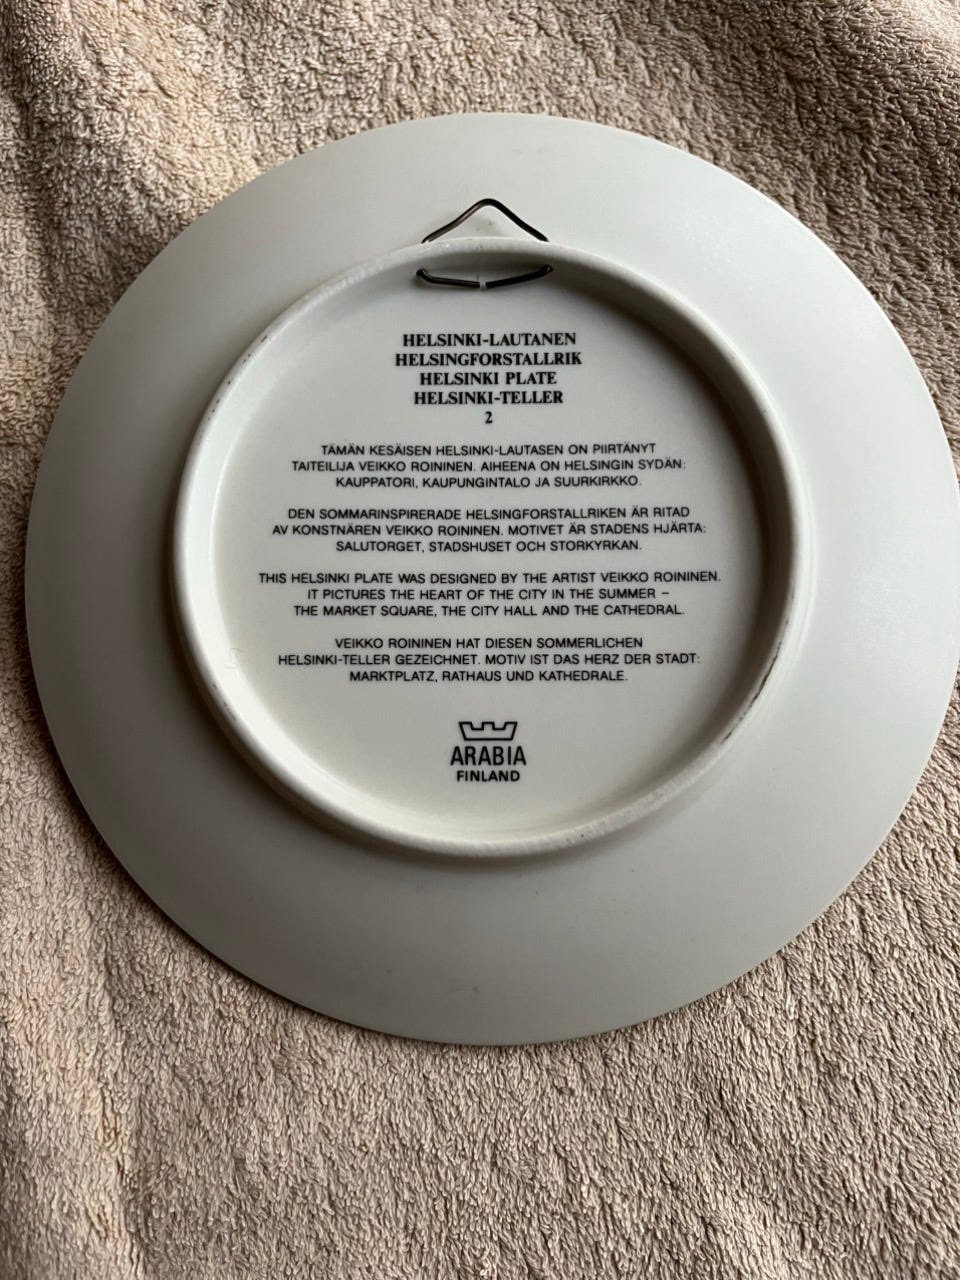 HELSINKI-LAUTANEN
HELSINGFORSTALLRIK
HELSINKI PLATE
HELSINKI-TELLER
2
TÄMÄN KESÄISEN HELSINKI-LAUTASEN ON PIIRTÄNYT
TAITEILIJA VEIKKO ROININEN. AIHEENA ON HELSINGIN SYDÄN:
KAUPPATORI, KAUPUNGINTALO JA SUURKIRKKO.
DEN SOMMARINSPIRERADE HELSINGFORSTALLRIKEN ÄR RITAD
AV KONSTNÄREN VEIKKO ROININEN. MOTIVET ÄR STADENS HJÄRTA:
SALUTORGET, STADSHUSET OCH STORKYRKAN.
THIS HELSINKI PLATE WAS DESIGNED BY THE ARTIST VEIKKO ROININEN.
IT PICTURES THE HEART OF THE CITY IN THE SUMMER –
THE MARKET SQUARE, THE CITY HALL AND THE CATHEDRAL.
VEIKKO ROININEN HAT DIESEN SOMMERLICHEN
HELSINKI-TELLER GEZEICHNET. MOTIV IST DAS HERZ DER STADT:
MARKTPLATZ, RATHAUS UND KATHEDRALE.
ARABIA
FINLAND